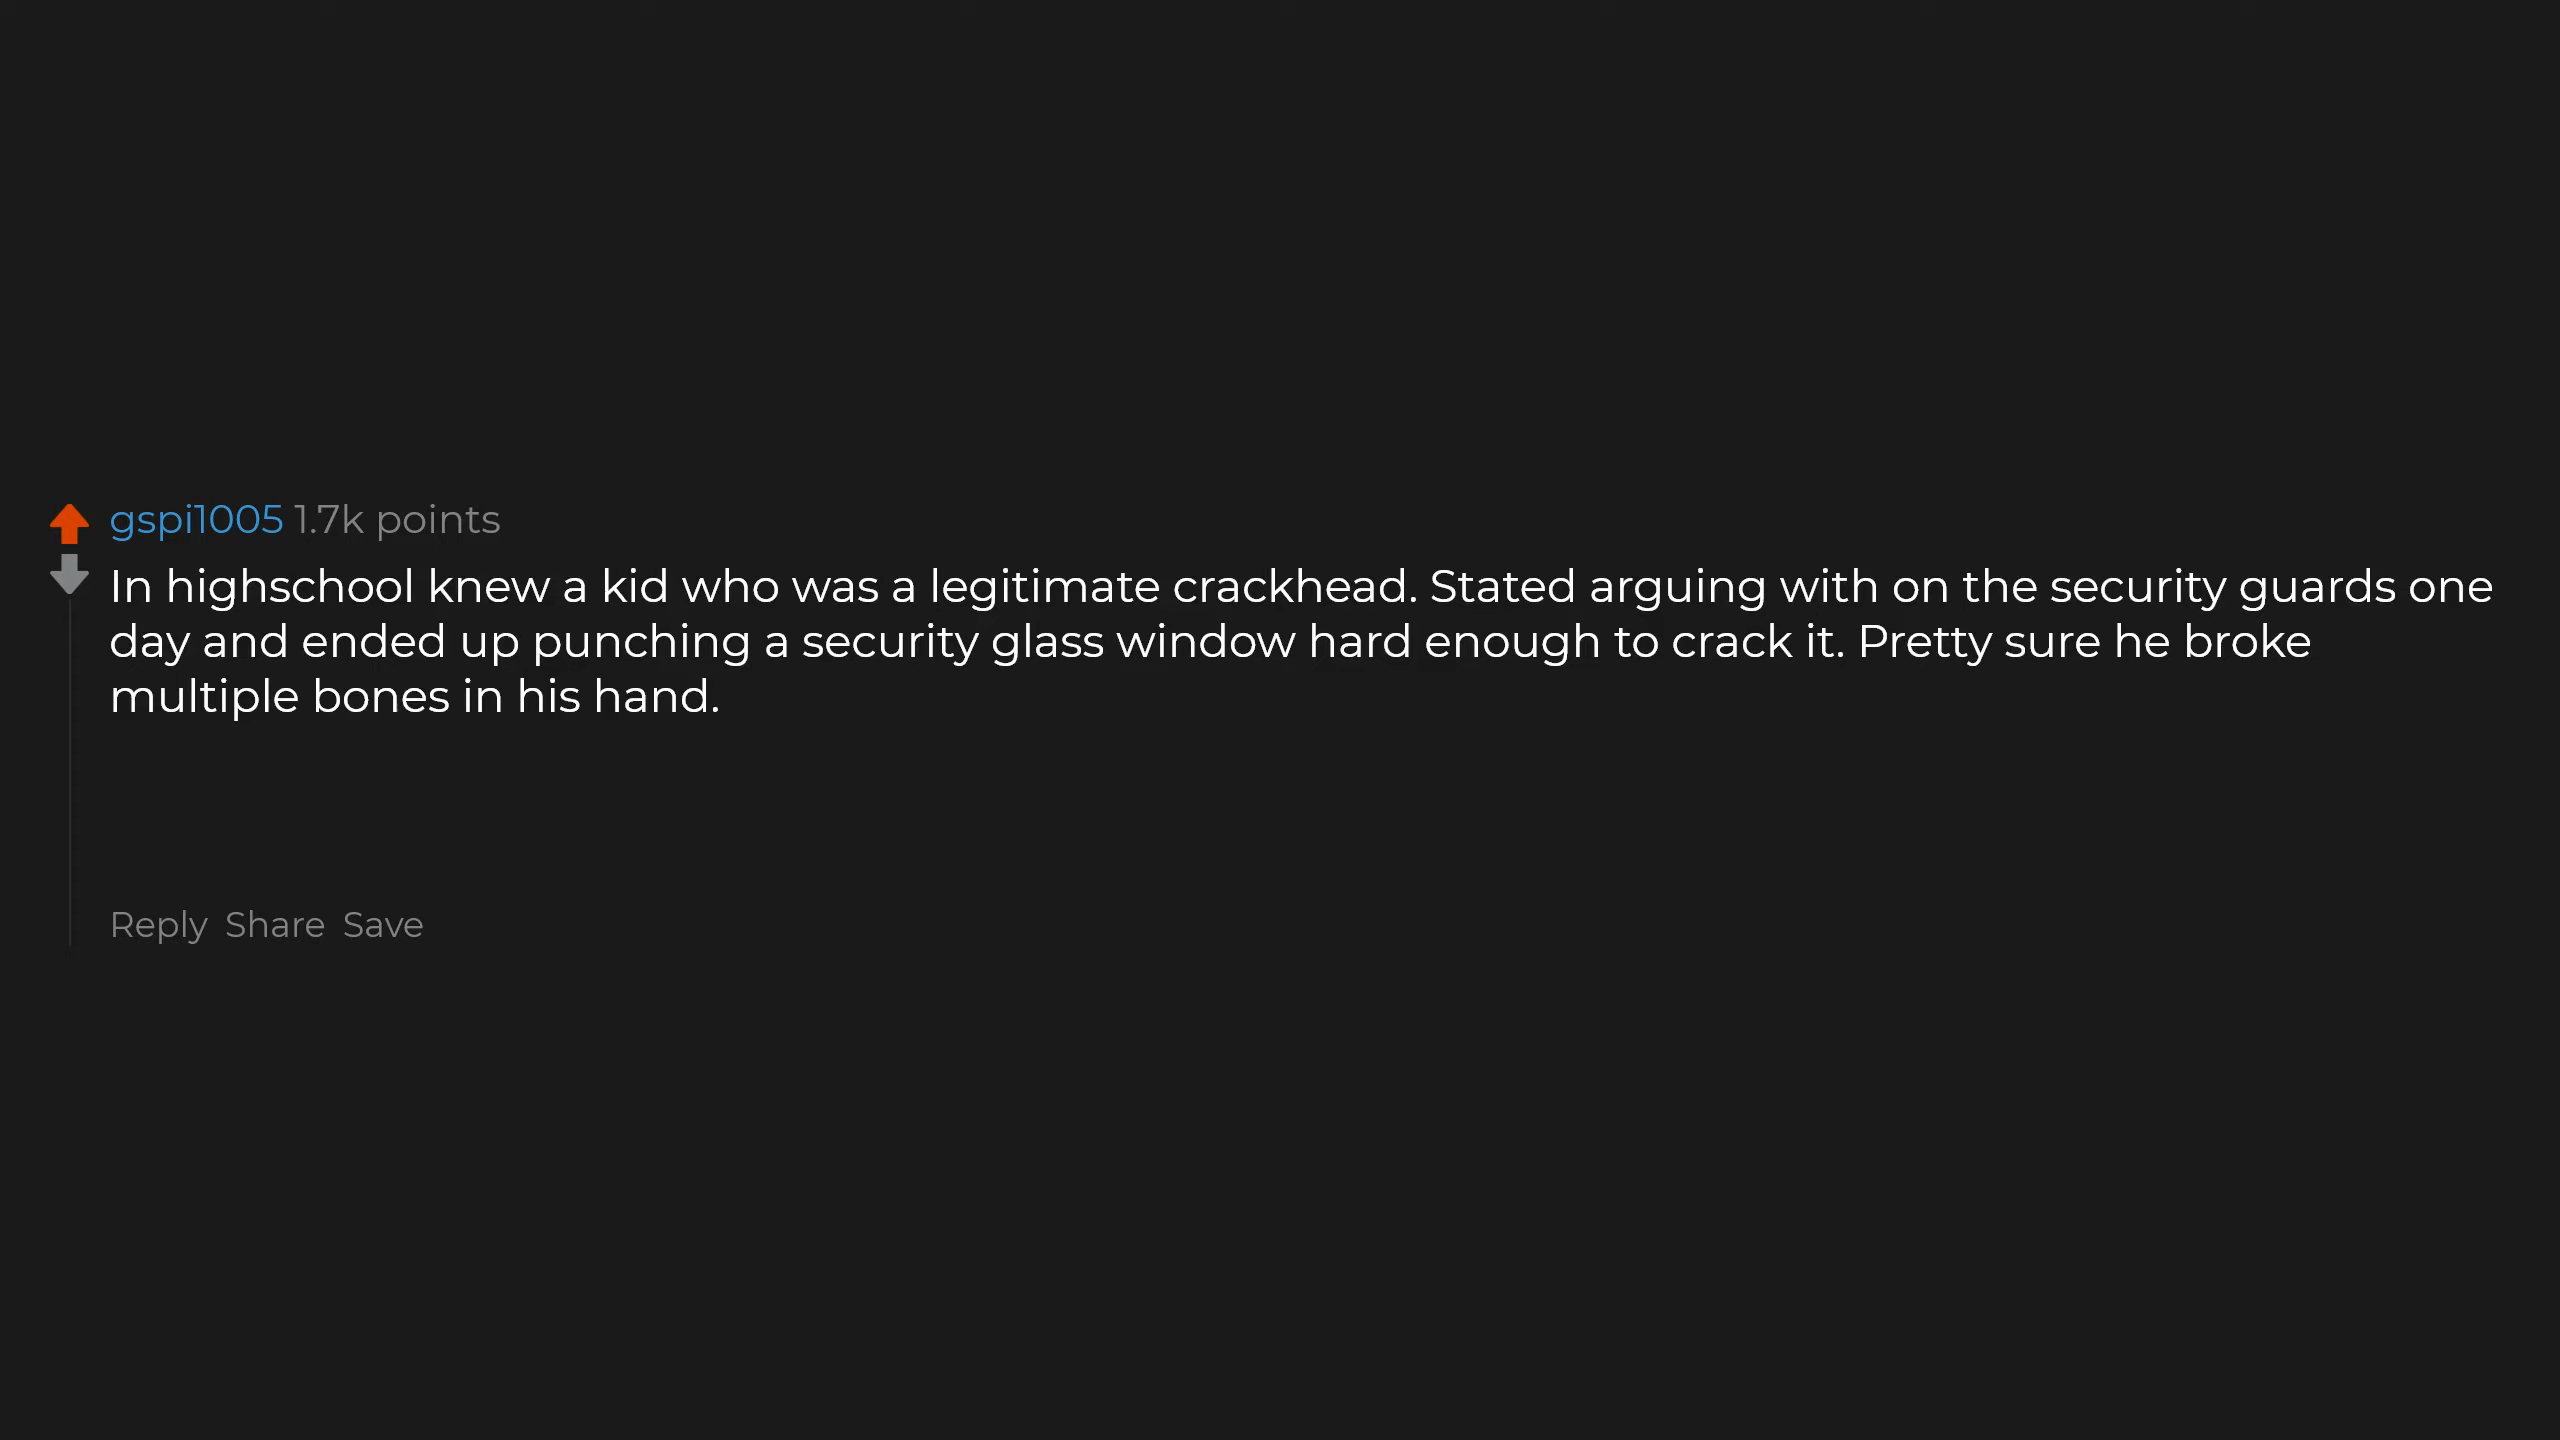 gspi1005 1.7k points
In highschool knew a kid who was a legitimate crackhead. Stated arguing with on the security guards one
day and ended up punching a security glass window hard enough to crack it. Pretty sure he broke
multiple bones in his hand.
Reply Share Save